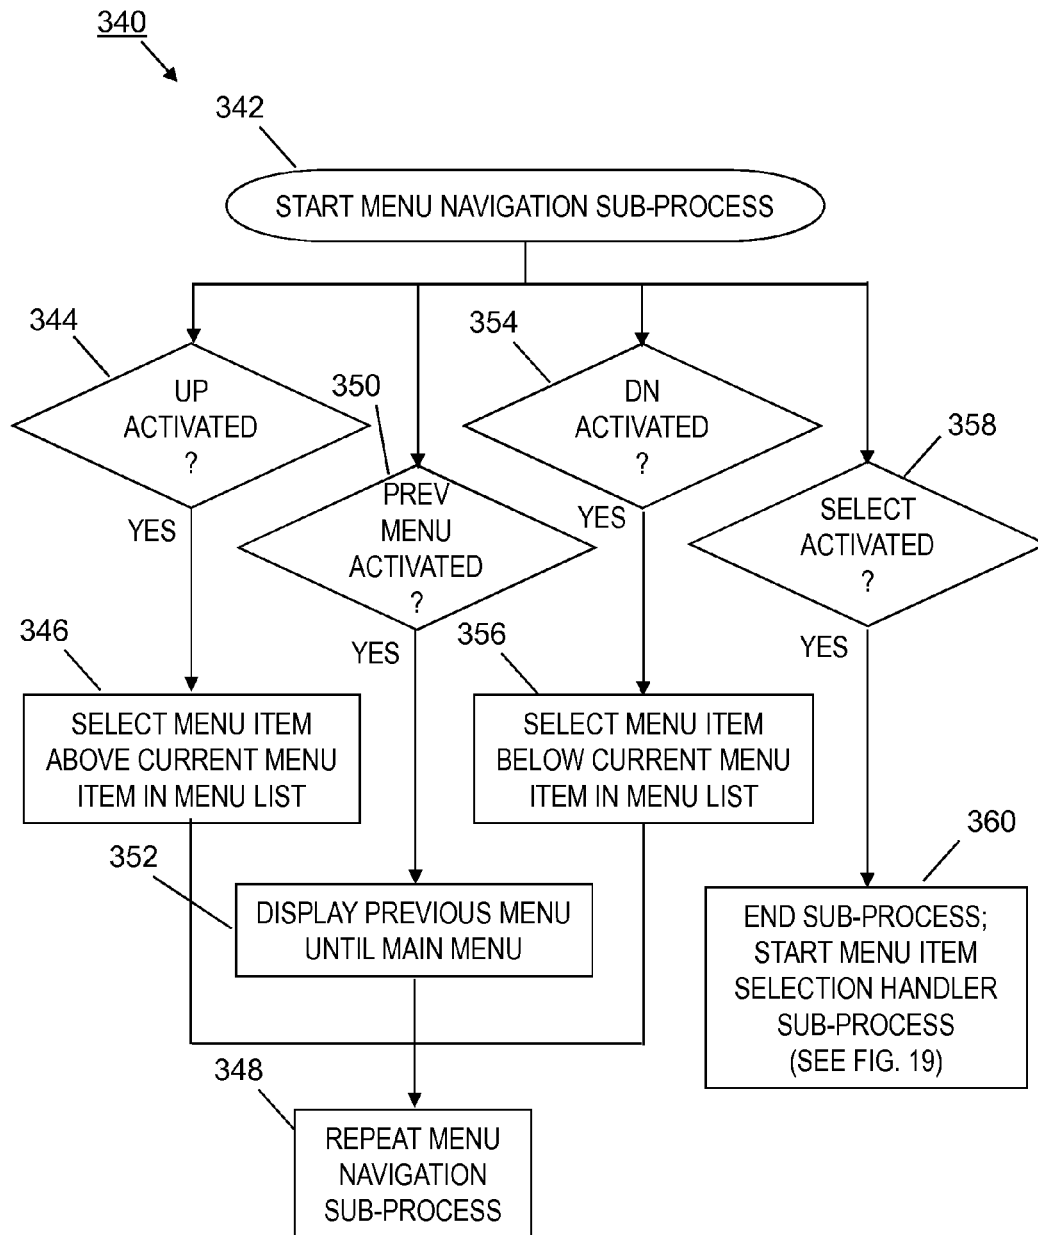 340
342
START MENU NAVIGATION SUB-PROCESS
344
UP
ACTIVATED
?
YES
350
PREV
MENU
ACTIVATED
?
YES
354
DN
ACTIVATED
?
YES
358
SELECT
ACTIVATED
?
YES
346
SELECT MENU ITEM
ABOVE CURRENT MENU
ITEM IN MENU LIST
356
SELECT MENU ITEM
BELOW CURRENT MENU
ITEM IN MENU LIST
352
DISPLAY PREVIOUS MENU
UNTIL MAIN MENU
360
END SUB-PROCESS;
START MENU ITEM
SELECTION HANDLER
SUB-PROCESS
(SEE FIG. 19)
348
REPEAT MENU
NAVIGATION
SUB-PROCESS